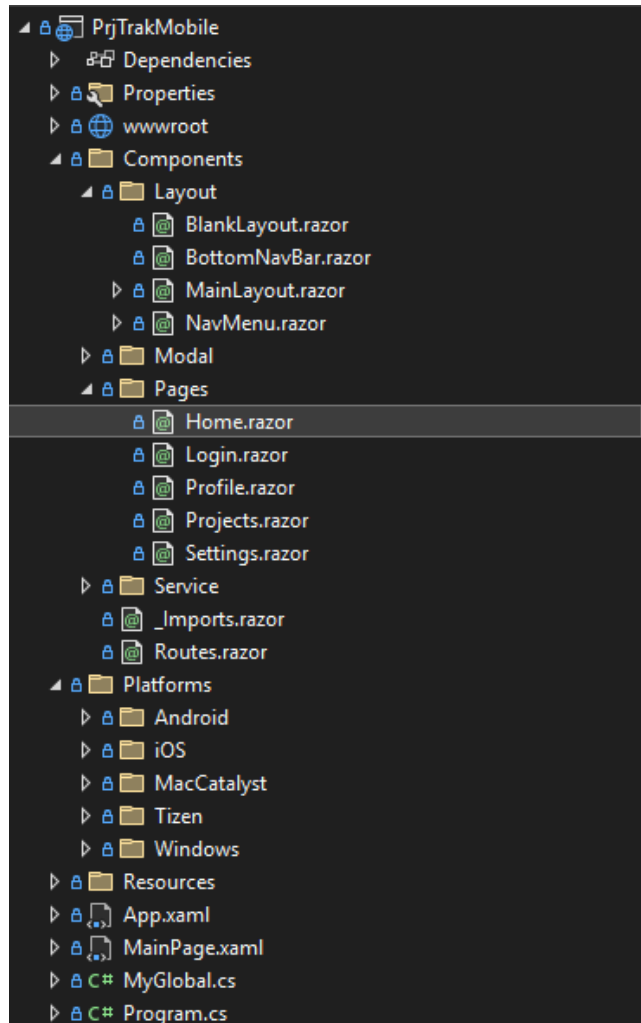 PrjTrakMobile
Dependencies
Properties
wwwroot
Components
Layout
BlankLayout.razor
BottomNavBar.razor
MainLayout.razor
NavMenu.razor
Modal
Pages
Home.razor
Login.razor
Profile.razor
Projects.razor
Settings.razor
Service
_Imports.razor
Routes.razor
Platforms
Android
iOS
MacCatalyst
Tizen
Windows
Resources
App.xaml
MainPage.xaml
C# MyGlobal.cs
C# Program.cs